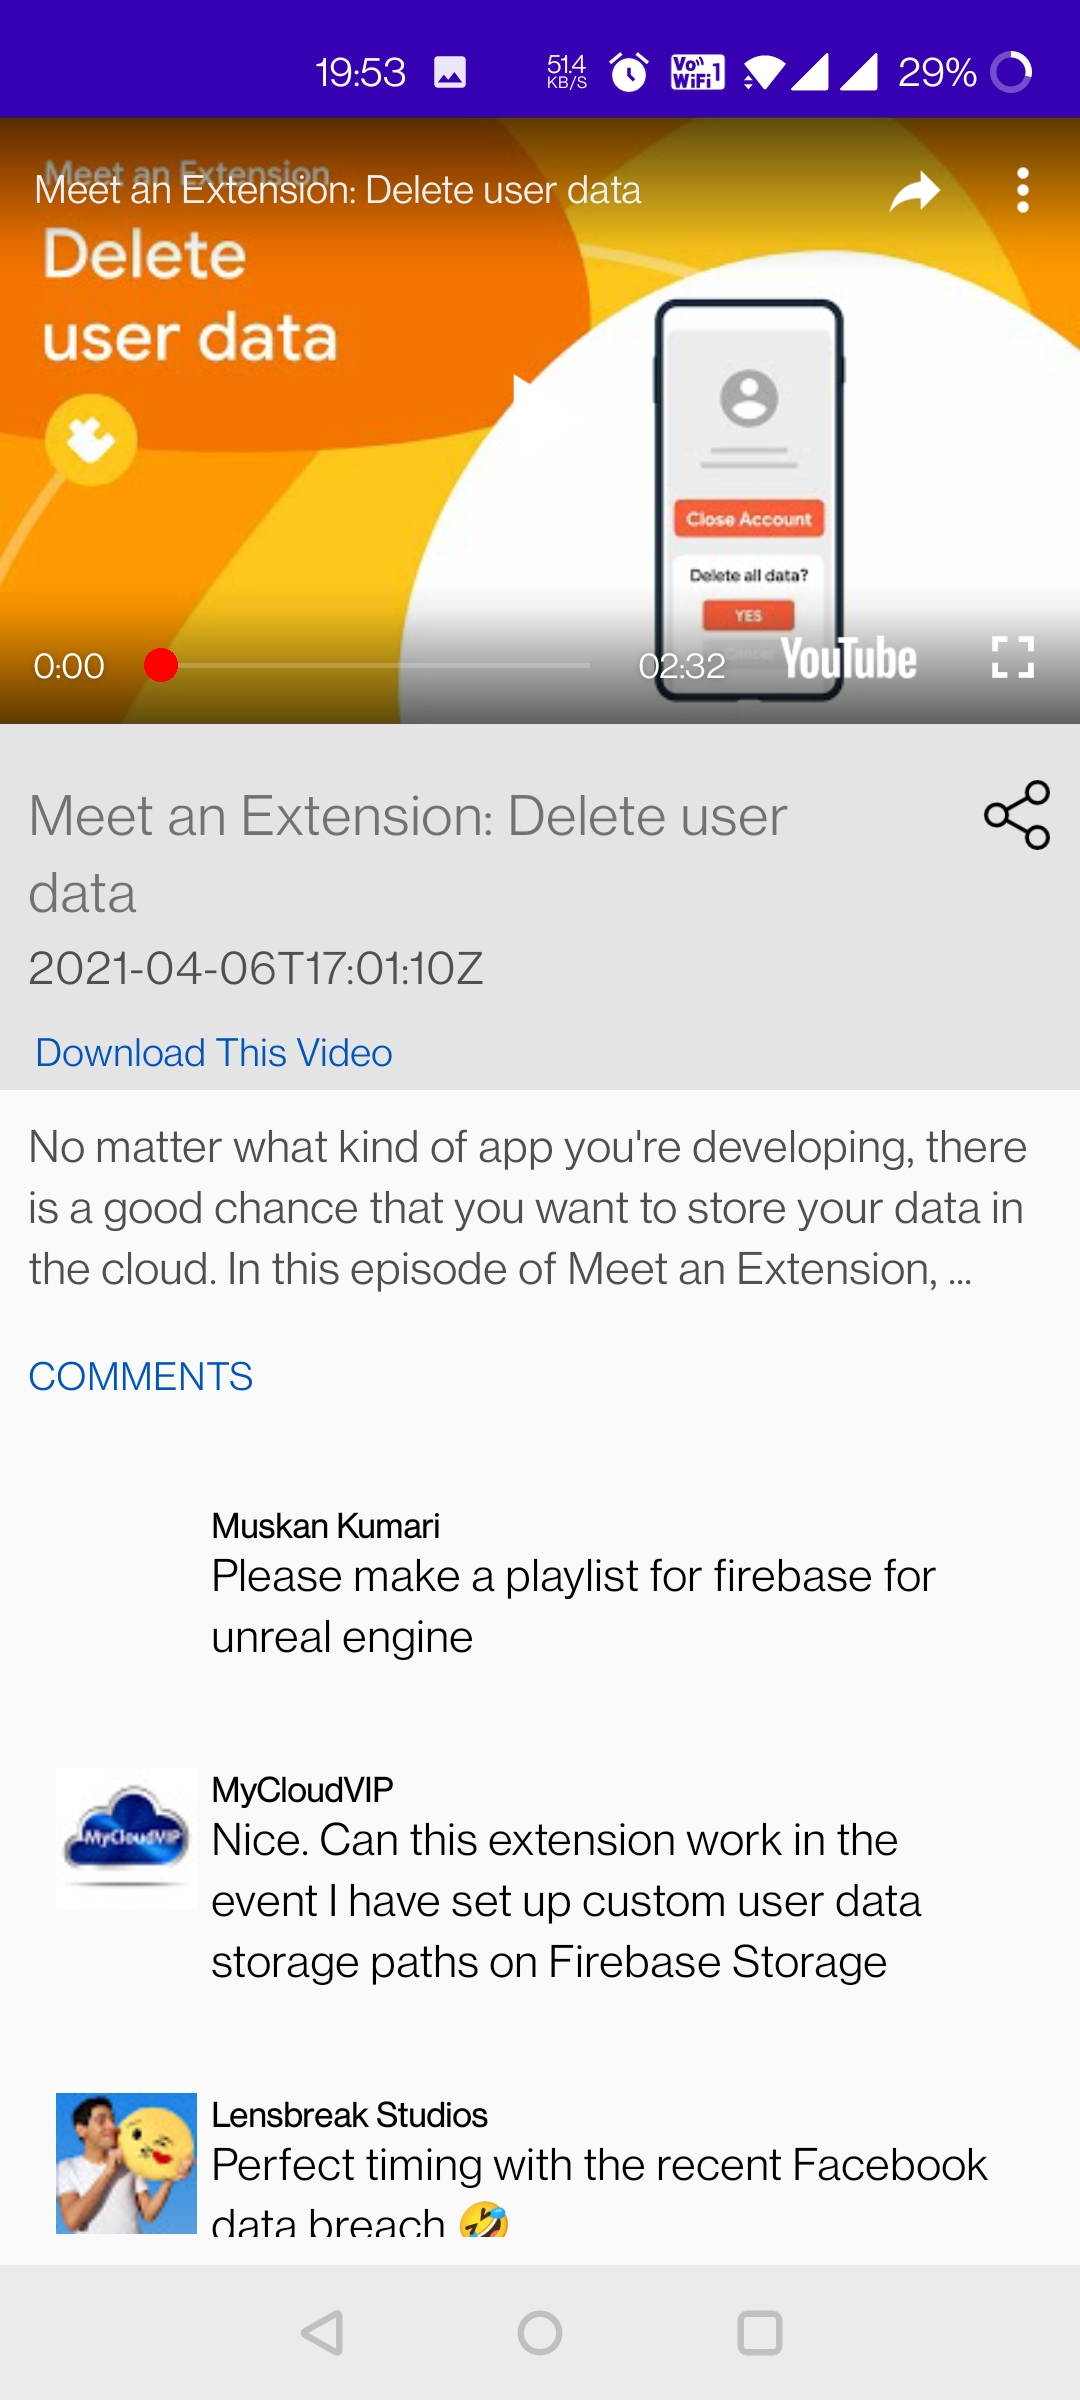 19:53
51.4
KB/S
Vo
WiFi 1
29%
Meet an Extension
Meet an Extension: Delete user data
Delete
user data
Close Account
Delete all data?
YES
Cancel
0:00
02:32
YouTube
Meet an Extension: Delete user
data
2021-04-06T17:01:10Z
Download This Video
No matter what kind of app you're developing, there
is a good chance that you want to store your data in
the cloud. In this episode of Meet an Extension, ...
COMMENTS
Muskan Kumari
Please make a playlist for firebase for
unreal engine
MyCloudVIP
MyCloudVIP
Nice. Can this extension work in the
event I have set up custom user data
storage paths on Firebase Storage
Lensbreak Studios
Perfect timing with the recent Facebook
data breach 🤣